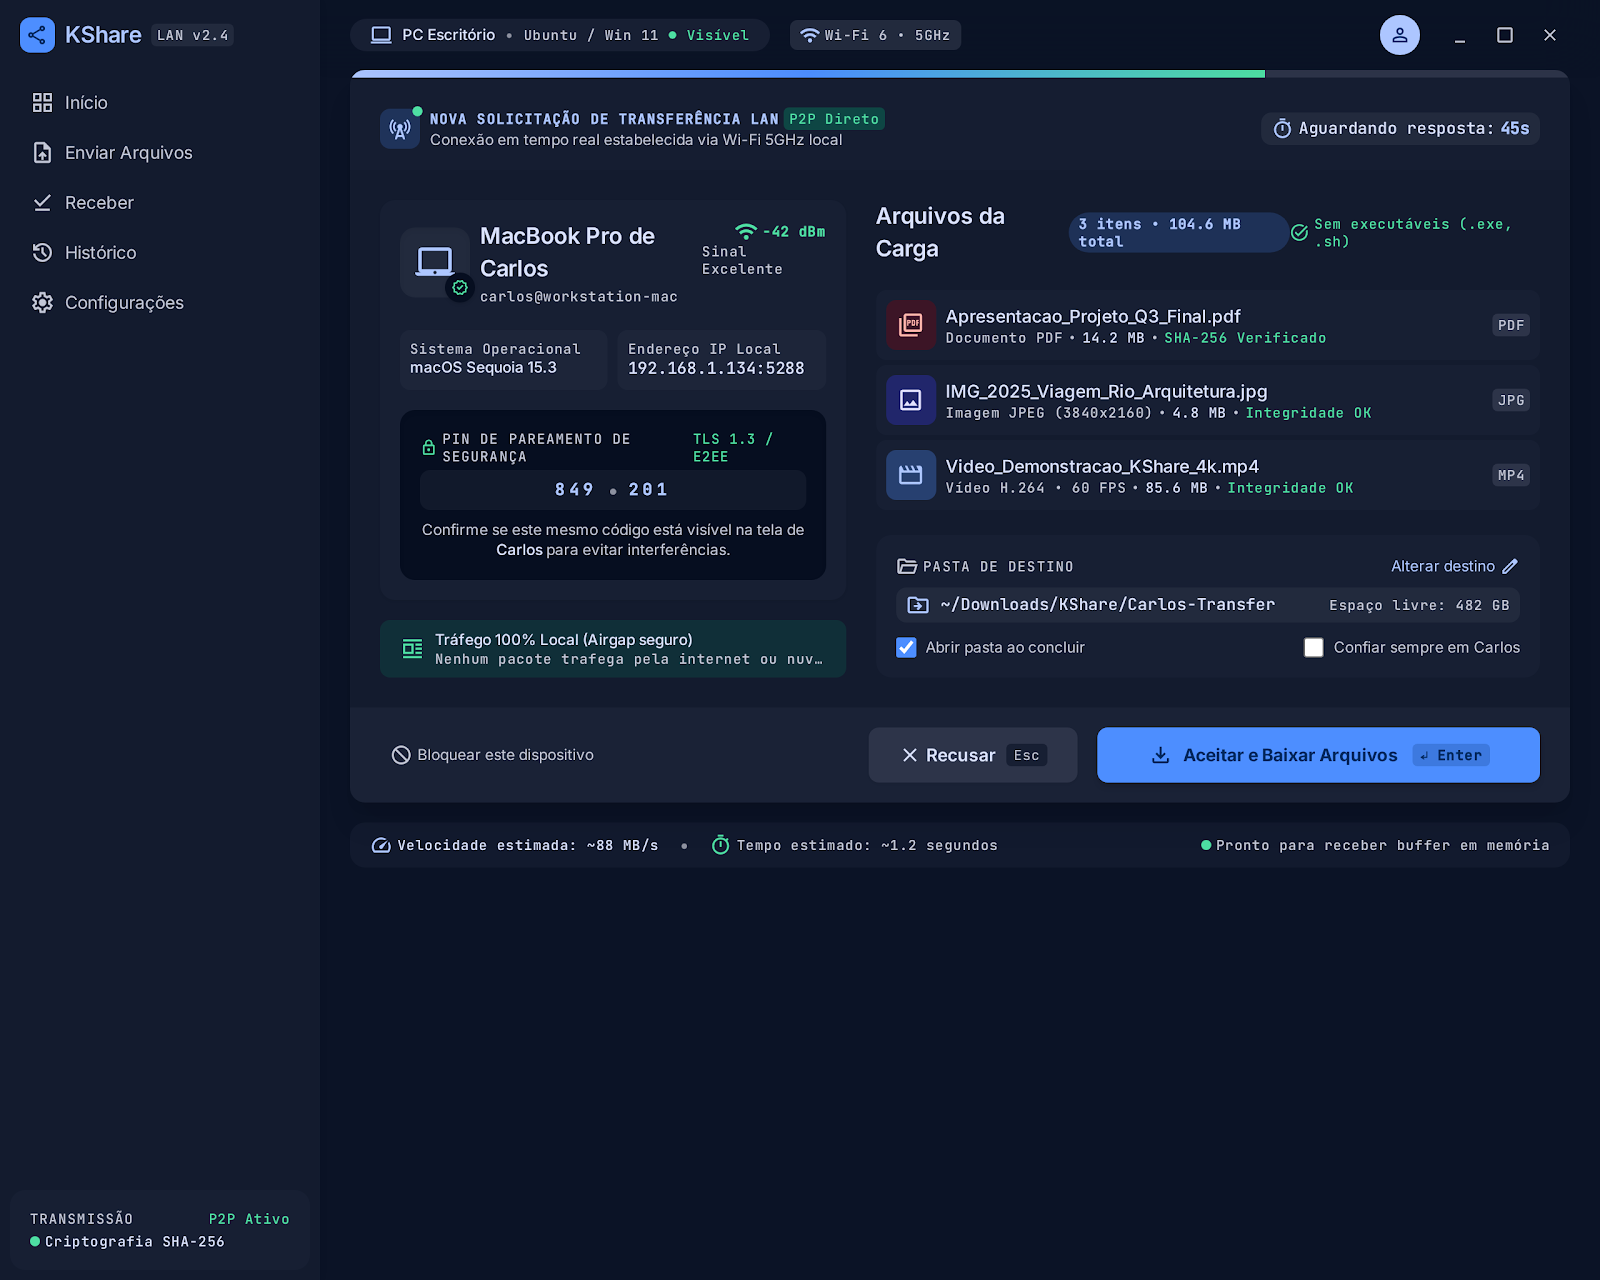 KShare LAN v2.4
Início
Enviar Arquivos
Receber
Histórico
Configurações
TRANSMISSÃO P2P Ativo
Criptografia SHA-256
PC Escritório • Ubuntu / Win 11 Visível
Wi-Fi 6 • 5GHz
NOVA SOLICITAÇÃO DE TRANSFERÊNCIA LAN P2P Direto
Conexão em tempo real estabelecida via Wi-Fi 5GHz local
Aguardando resposta: 45s
MacBook Pro de
Carlos
carlos@workstation-mac
-42 dBm
Sinal
Excelente
Sistema Operacional
macOS Sequoia 15.3
Endereço IP Local
192.168.1.134:5288
PIN DE PAREAMENTO DE
SEGURANÇA
TLS 1.3 /
E2EE
849 • 201
Confirme se este mesmo código está visível na tela de
Carlos para evitar interferências.
Tráfego 100% Local (Airgap seguro)
Nenhum pacote trafega pela internet ou nuv…
Arquivos da
Carga
3 itens • 104.6 MB
total
Sem executáveis (.exe,
.sh)
PDF
Apresentacao_Projeto_Q3_Final.pdf
Documento PDF • 14.2 MB • SHA-256 Verificado
PDF
IMG_2025_Viagem_Rio_Arquitetura.jpg
Imagem JPEG (3840x2160) • 4.8 MB • Integridade OK
JPG
Video_Demonstracao_KShare_4k.mp4
Vídeo H.264 • 60 FPS • 85.6 MB • Integridade OK
MP4
PASTA DE DESTINO
Alterar destino
~/Downloads/KShare/Carlos-Transfer
Espaço livre: 482 GB
Abrir pasta ao concluir
Confiar sempre em Carlos
Bloquear este dispositivo
Recusar Esc
Aceitar e Baixar Arquivos ↲ Enter
Velocidade estimada: ~88 MB/s • Tempo estimado: ~1.2 segundos
Pronto para receber buffer em memória